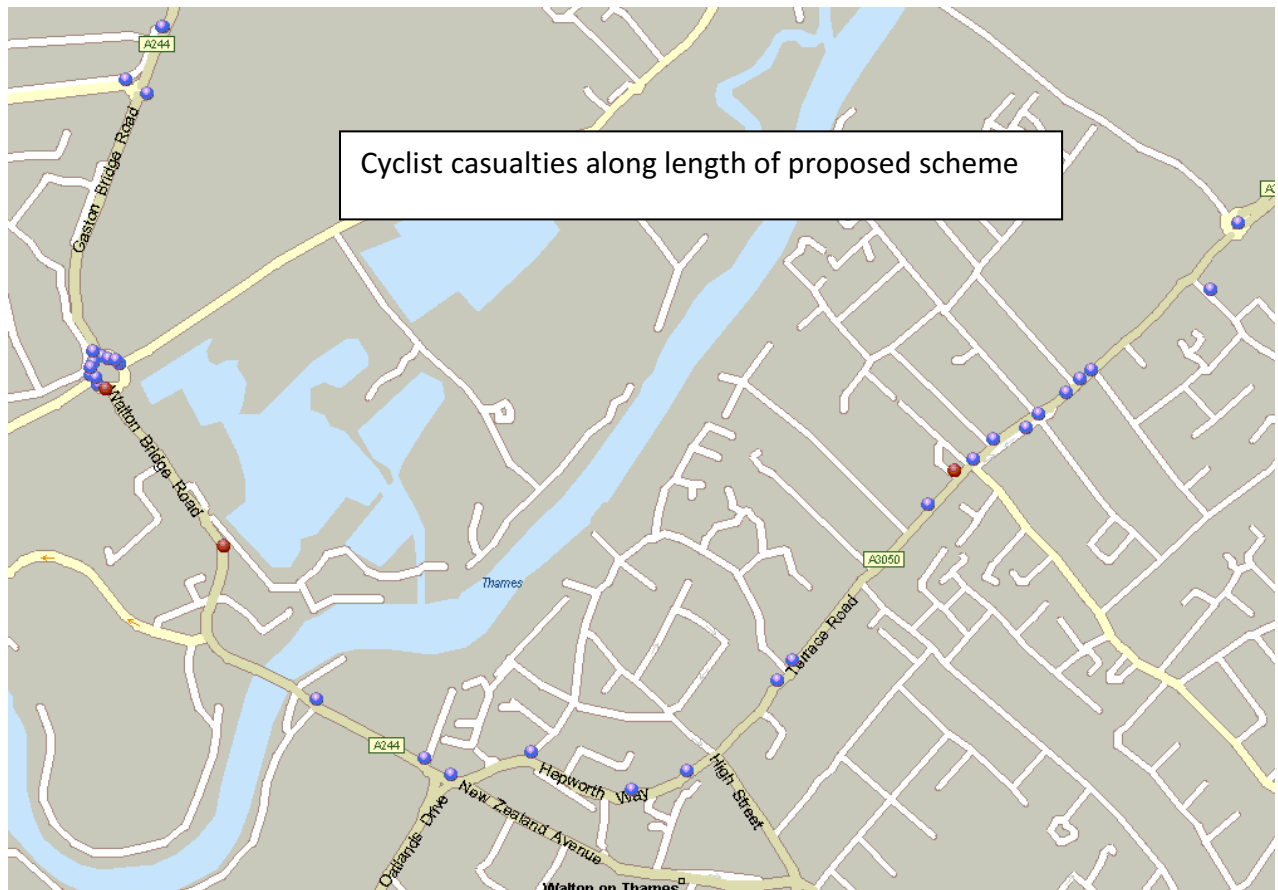 A244
Gaston Bridge Road
Cyclist casualties along length of proposed scheme
Walton Bridge Road
Thames
A3050
Terrace Road
A244
Hepworth Way
High Street
New Zealand Avenue
Oatlands Drive
Walton on Thames